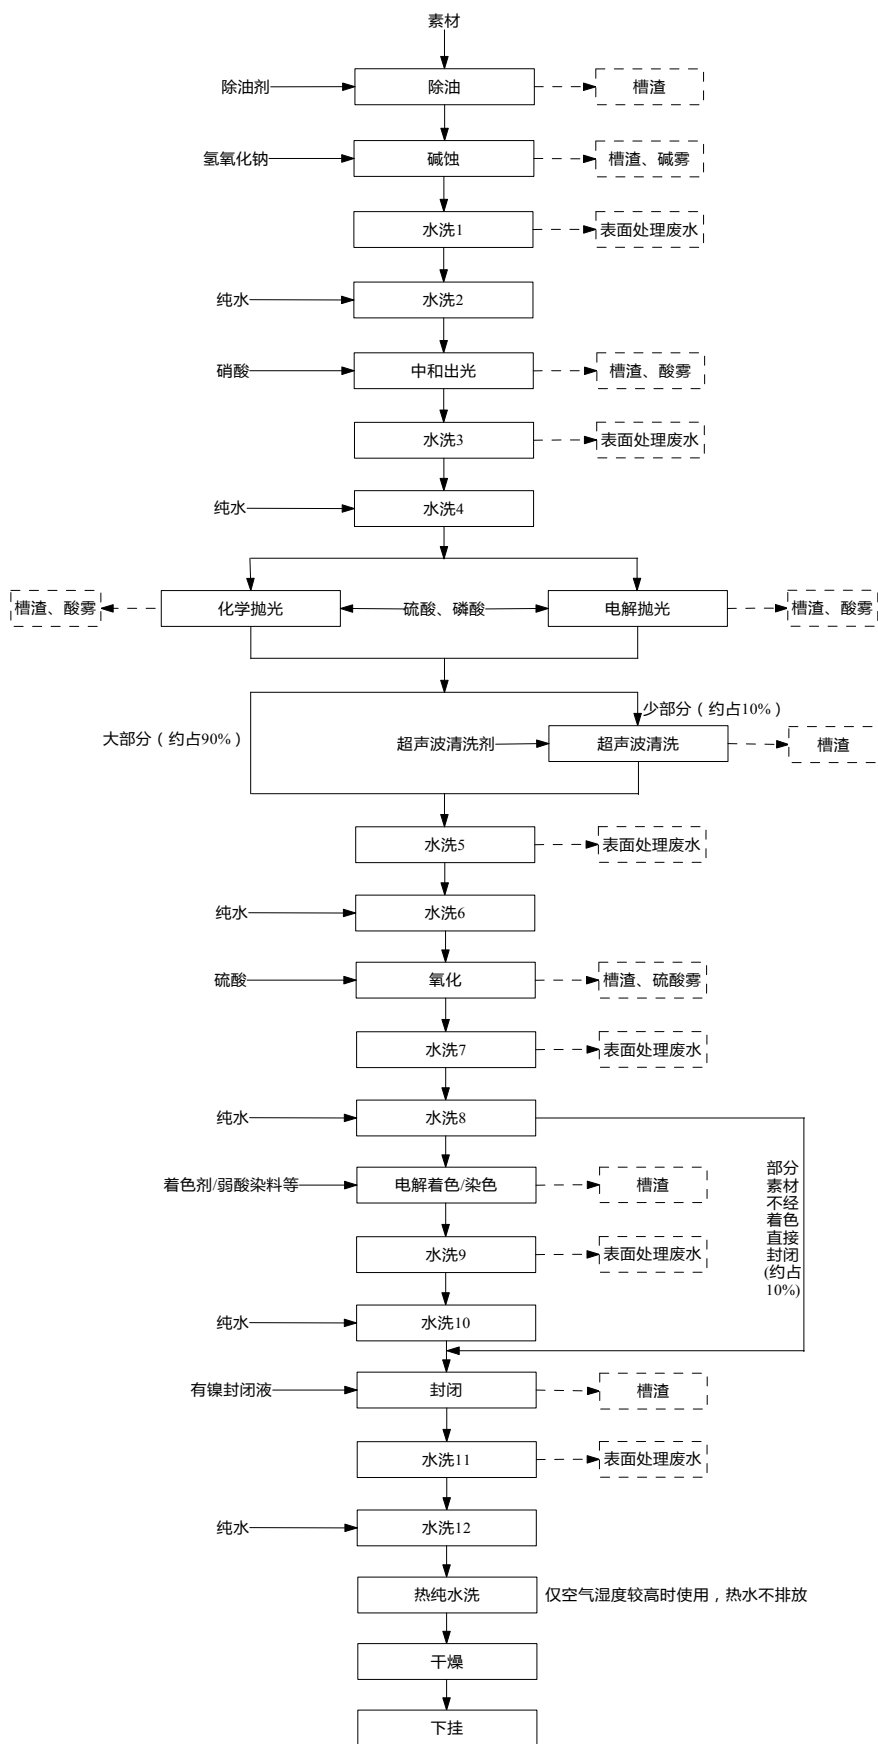 素材
除油剂
除油
槽渣
氢氧化钠
碱蚀
槽渣、碱雾
水洗1
表面处理废水
纯水
水洗2
硝酸
中和出光
槽渣、酸雾
水洗3
表面处理废水
纯水
水洗4
槽渣、酸雾
化学抛光
硫酸、磷酸
电解抛光
槽渣、酸雾
少部分（约占10%）
大部分（约占90%）
超声波清洗剂
超声波清洗
槽渣
水洗5
表面处理废水
纯水
水洗6
硫酸
氧化
槽渣、硫酸雾
水洗7
表面处理废水
纯水
水洗8
部分
素材
不经
着色
直接
封闭
(约占
10%)
着色剂/弱酸染料等
电解着色/染色
槽渣
水洗9
表面处理废水
纯水
水洗10
有镍封闭液
封闭
槽渣
水洗11
表面处理废水
纯水
水洗12
热纯水洗
仅空气湿度较高时使用，热水不排放
干燥
下挂